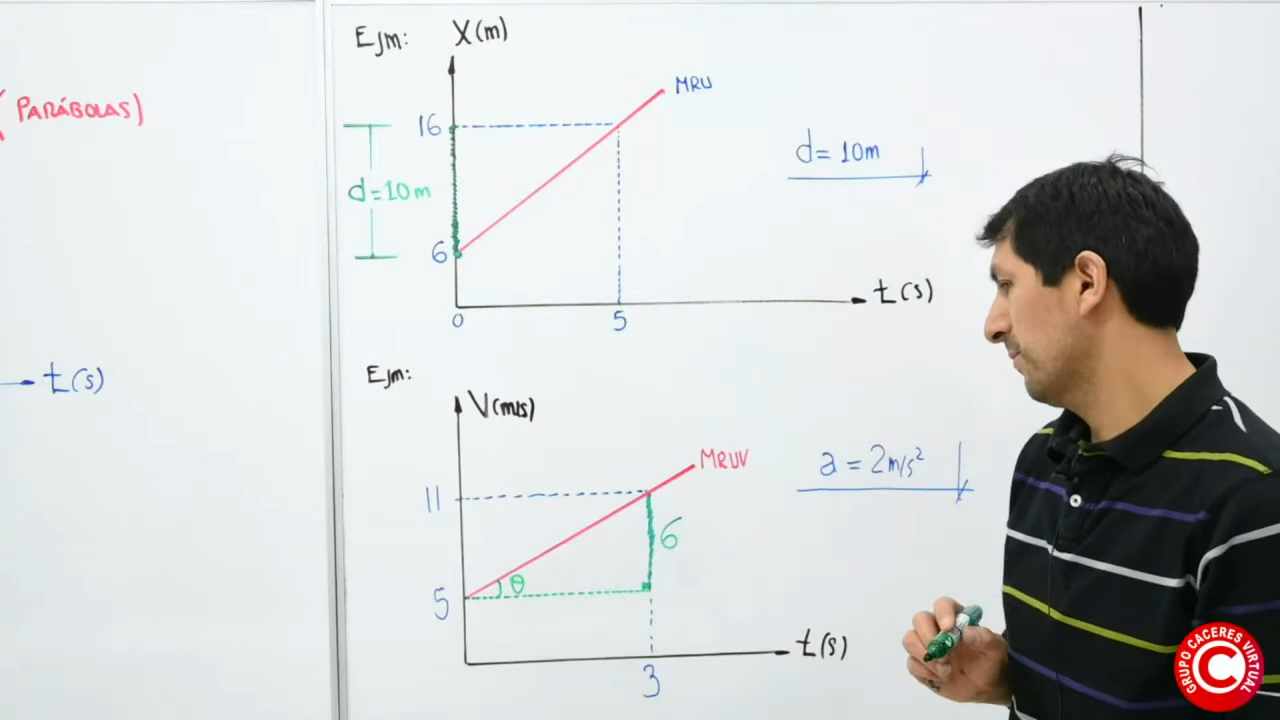 PARÁBOLAS)
t(s)
Ejm:
X(m)
MRU
16
d=10m
6
0
5
t(s)
d= 10m
Ejm:
V(m/s)
MRUV
11
6
θ
5
3
t(s)
a = 2m/s²
GRUPO CACERES VIRTUAL
C